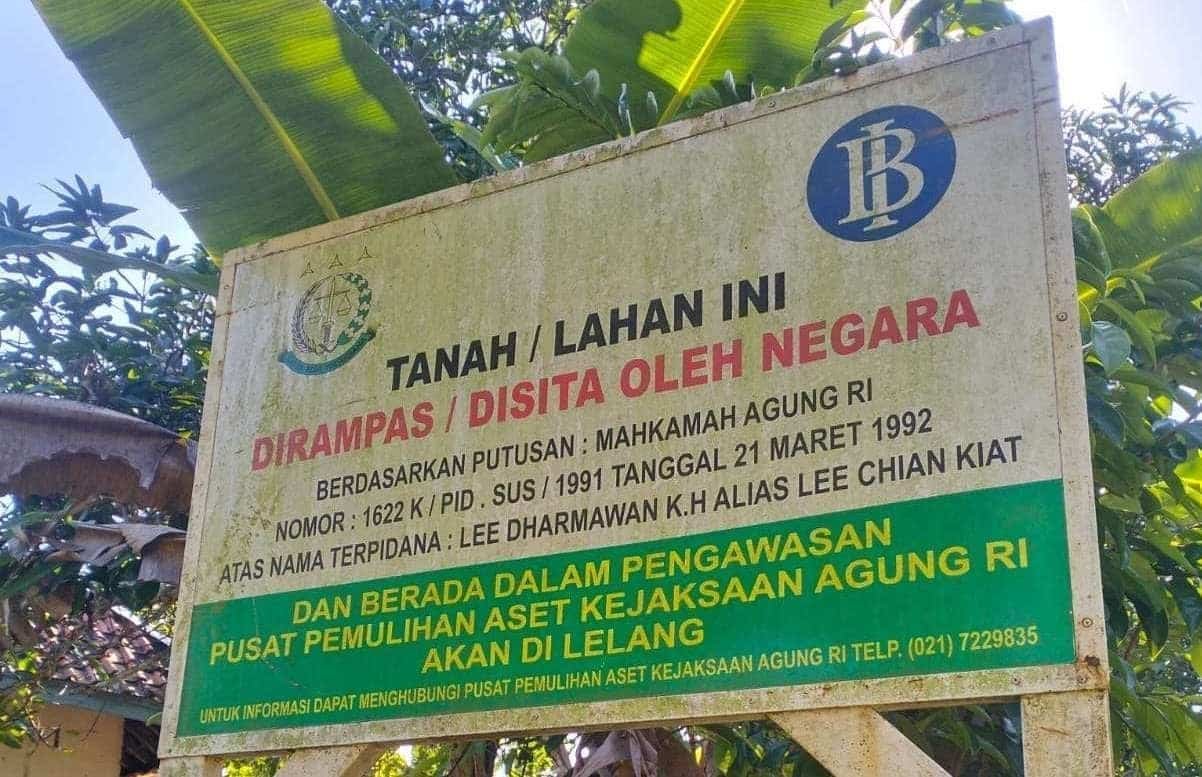 BI
TANAH / LAHAN INI
DIRAMPAS / DISITA OLEH NEGARA
BERDASARKAN PUTUSAN : MAHKAMAH AGUNG RI
NOMOR : 1622 K / PID . SUS / 1991 TANGGAL 21 MARET 1992
ATAS NAMA TERPIDANA : LEE DHARMAWAN K.H ALIAS LEE CHIAN KIAT
DAN BERADA DALAM PENGAWASAN
PUSAT PEMULIHAN ASET KEJAKSAAN AGUNG RI
AKAN DI LELANG
UNTUK INFORMASI DAPAT MENGHUBUNGI PUSAT PEMULIHAN ASET KEJAKSAAN AGUNG RI TELP. (021) 7229835